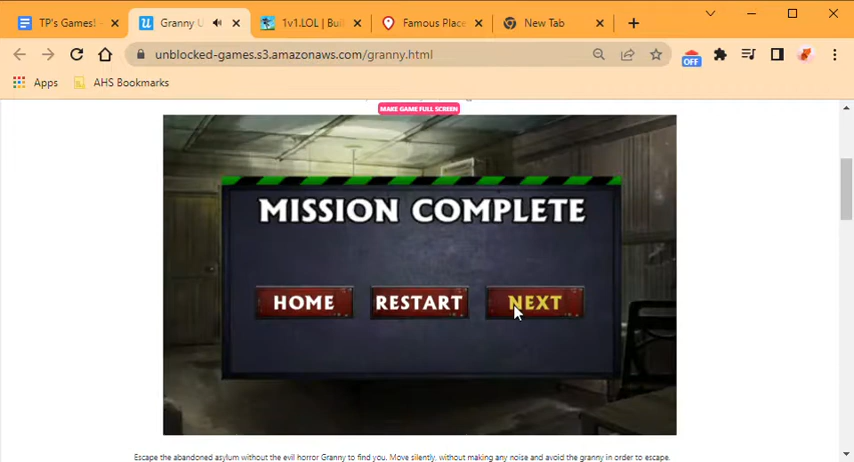 TP's Games! -
Granny U
1v1.LOL | Buil
Famous Place
New Tab
unblocked-games.s3.amazonaws.com/granny.html
OFF
Apps
AHS Bookmarks
MAKE GAME FULL SCREEN
MISSION COMPLETE
HOME
RESTART
NEXT
Escape the abandoned asylum without the evil horror Granny to find you. Move silently, without making any noise and avoid the granny in order to escape.